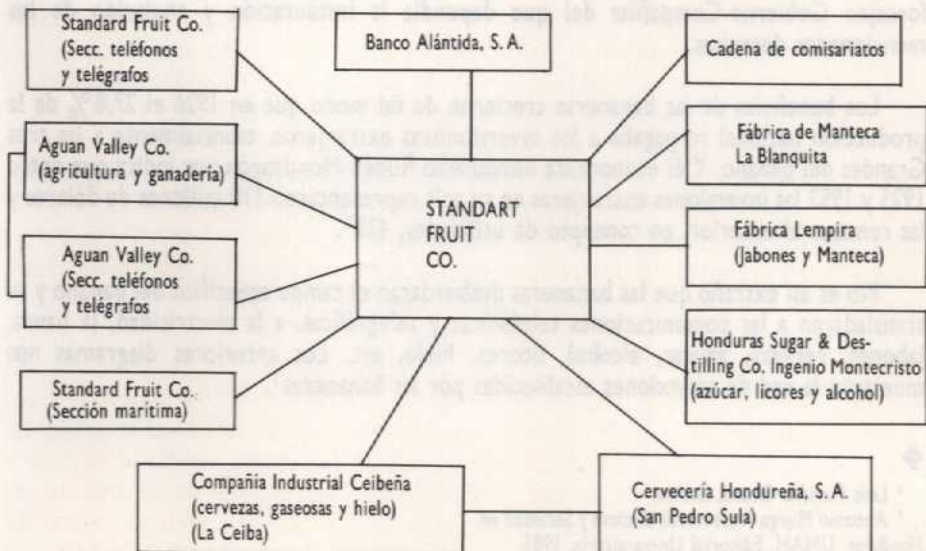 Standard Fruit Co.
(Secc. teléfonos
y telégrafos
Banco Alántida, S.A.
Cadena de comisariatos
Aguan Valley Co.
(agricultura y ganadería)
Fábrica de Manteca
La Blanquita
STANDART
FRUIT
CO.
Aguan Valley Co.
(Secc. teléfonos
y telégrafos
Fábrica Lempira
(Jabones y Manteca)
Standard Fruit Co.
(Sección marítima)
Honduras Sugar & Des-
tilling Co. Ingenio Montecristo
(azúcar, licores y alcohol)
Compañía Industrial Ceibeña
(cervezas, gaseosas y hielo)
(La Ceiba)
Cervecería Hondureña, S.A.
(San Pedro Sula)